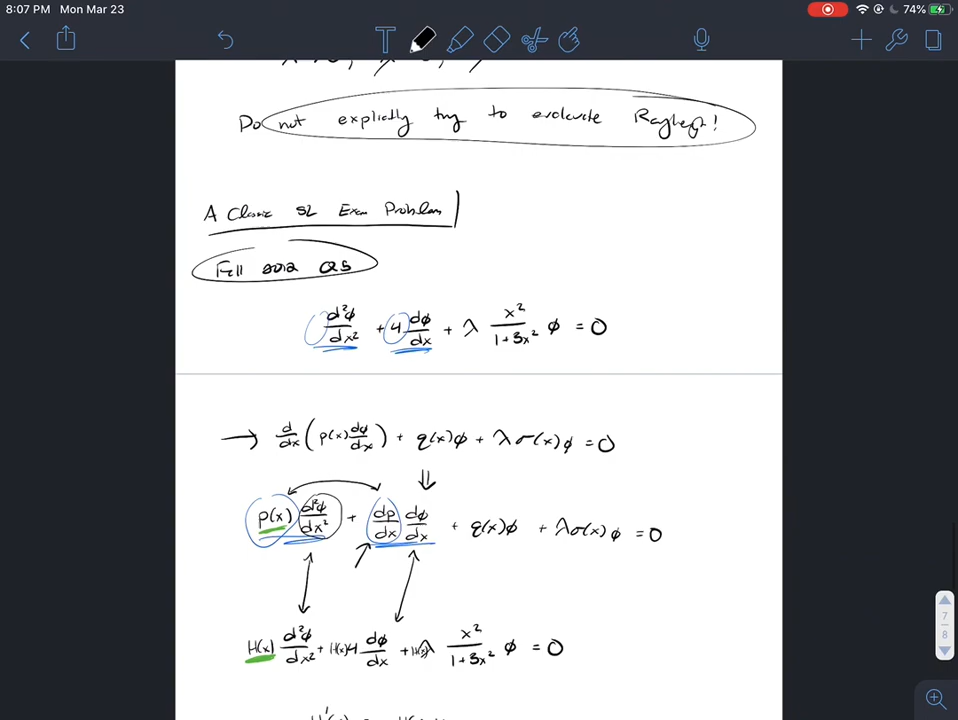 8:07 PM Mon Mar 23 74%
Do not explicitly try to evaluate Rayleigh!
A Classic SL Exam Problem
Fall 2012 Q5
d²φ/dx² + 4 dφ/dx + λ x²/(1+3x²) φ = 0
→ d/dx (p(x) dφ/dx) + q(x)φ + λσ(x)φ = 0
⇓
p(x) d²φ/dx² + dp/dx dφ/dx + q(x)φ + λσ(x)φ = 0
H(x) d²φ/dx² + H(x)4 dφ/dx + H(x)λ x²/(1+3x²) φ = 0
7
8